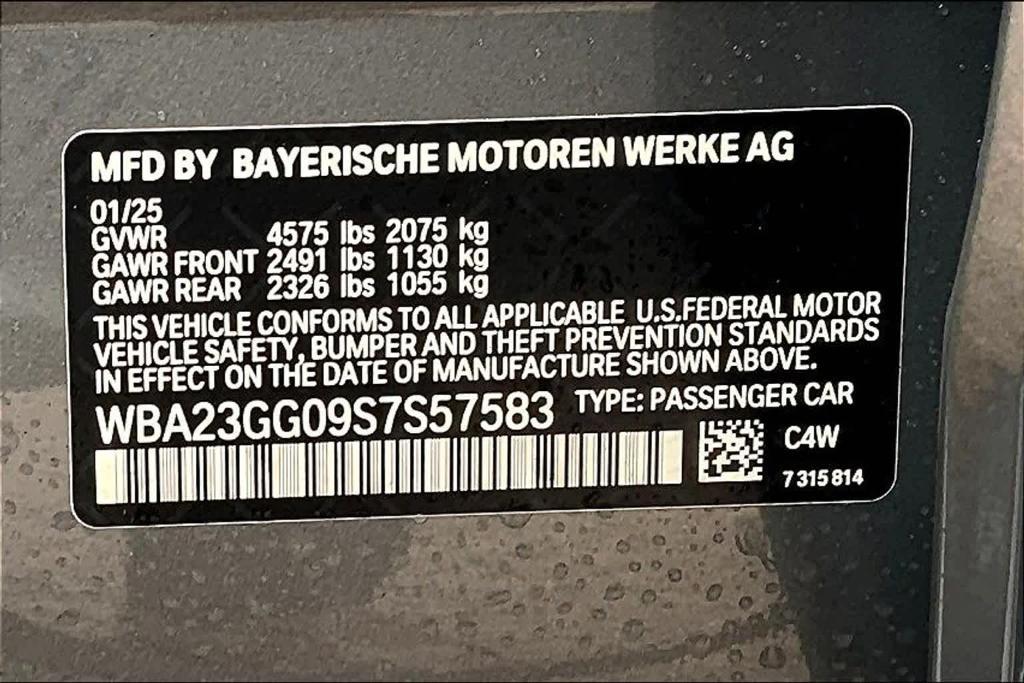 MFD BY BAYERISCHE MOTOREN WERKE AG
01/25
GVWR 4575 lbs 2075 kg
GAWR FRONT 2491 lbs 1130 kg
GAWR REAR 2326 lbs 1055 kg
THIS VEHICLE CONFORMS TO ALL APPLICABLE U.S.FEDERAL MOTOR
VEHICLE SAFETY, BUMPER AND THEFT PREVENTION STANDARDS
IN EFFECT ON THE DATE OF MANUFACTURE SHOWN ABOVE.
WBA23GG09S7S57583 TYPE: PASSENGER CAR
C4W
7 315 814